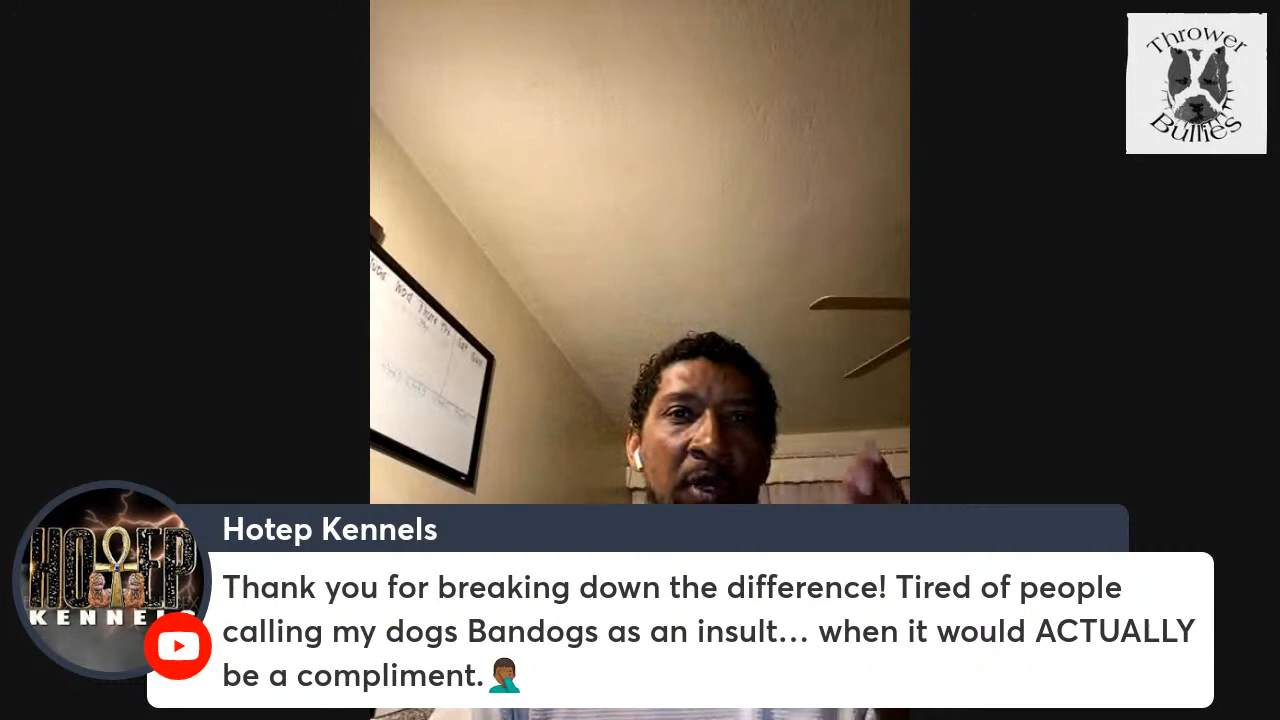 Thrower
Bullies
Hotep Kennels
Thank you for breaking down the difference! Tired of people
calling my dogs Bandogs as an insult... when it would ACTUALLY
be a compliment.🤦🏾‍♂️
HOTEP
KENNELS